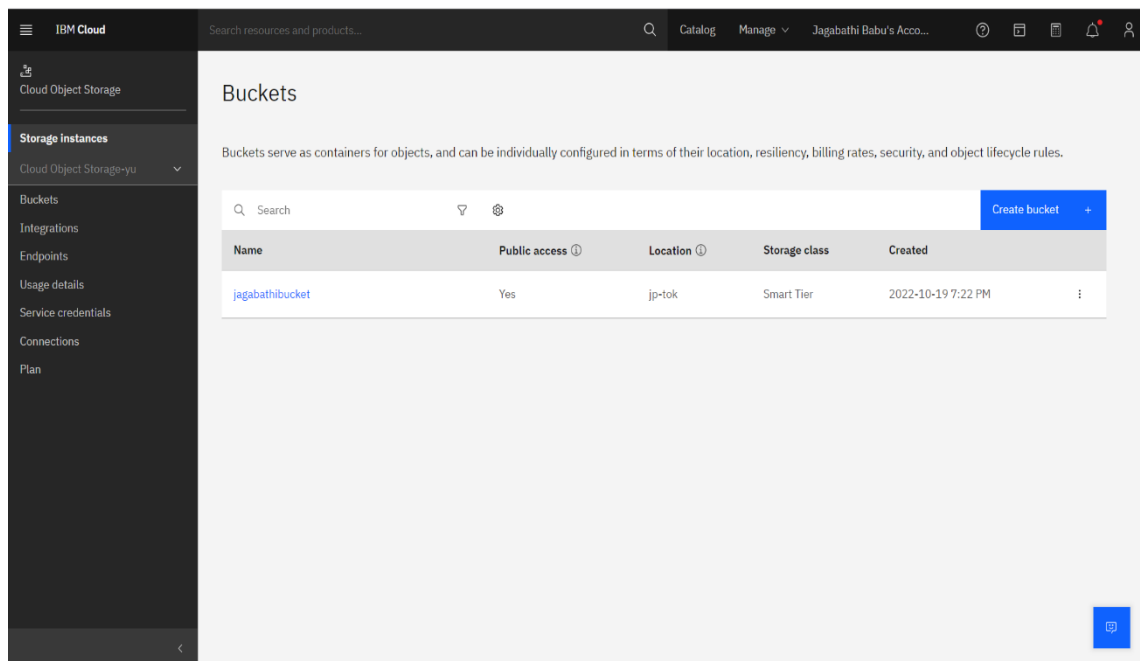 IBM Cloud
Search resources and products...
Catalog
Manage
Jagabathi Babu's Acco...
Cloud Object Storage
Storage instances
Cloud Object Storage-yu
Buckets
Integrations
Endpoints
Usage details
Service credentials
Connections
Plan
Buckets
Buckets serve as containers for objects, and can be individually configured in terms of their location, resiliency, billing rates, security, and object lifecycle rules.
Search
Create bucket +
Name Public access Location Storage class Created
jagabathibucket Yes jp-tok Smart Tier 2022-10-19 7:22 PM